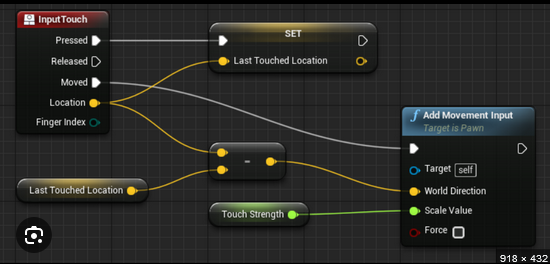 InputTouch
Pressed
Released
Moved
Location
Finger Index
SET
Last Touched Location
-
Last Touched Location
Touch Strength
f Add Movement Input
Target is Pawn
Target self
World Direction
Scale Value
Force
918 × 432